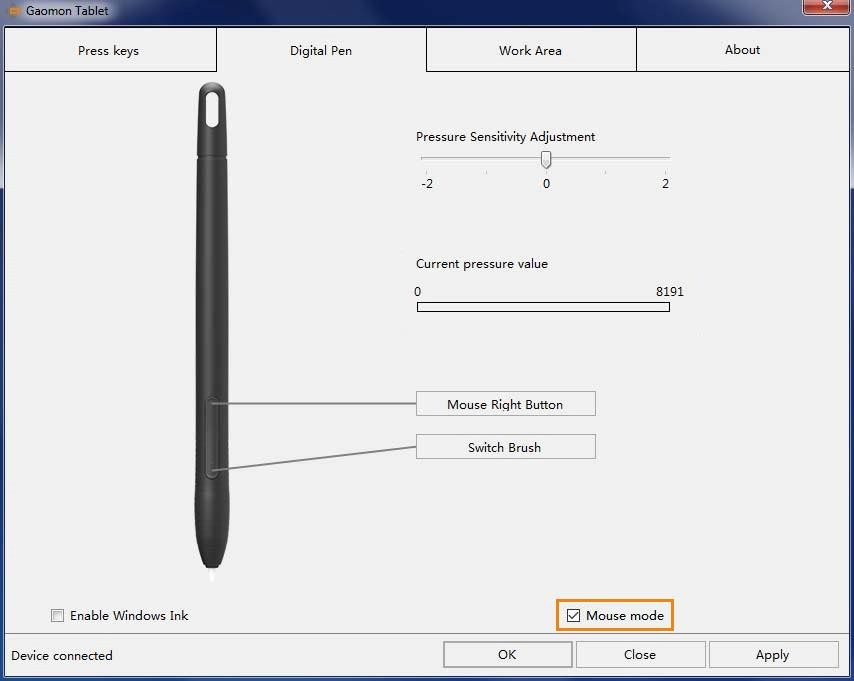 Gaomon Tablet
Press keys
Digital Pen
Work Area
About
Pressure Sensitivity Adjustment
-2 0 2
Current pressure value
0 8191
Mouse Right Button
Switch Brush
Enable Windows Ink
Mouse mode
Device connected
OK
Close
Apply